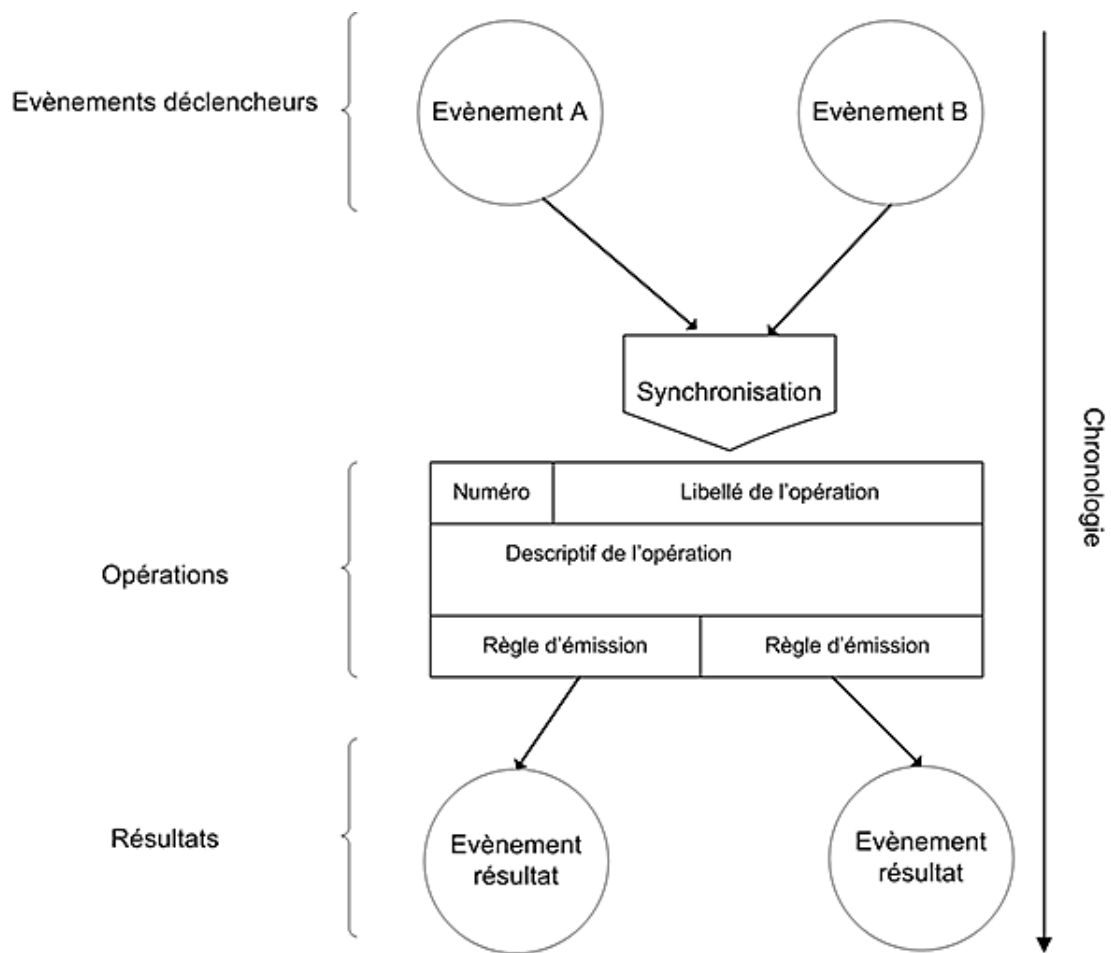 Evènements déclencheurs
Evènement A
Evènement B
Synchronisation
Chronologie
Numéro
Libellé de l'opération
Opérations
Descriptif de l'opération
Règle d'émission
Règle d'émission
Résultats
Evènement
résultat
Evènement
résultat